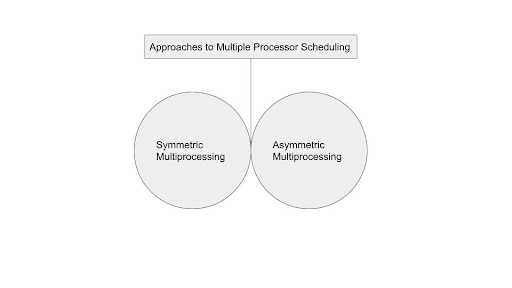 Approaches to Multiple Processor Scheduling
Symmetric
Multiprocessing
Asymmetric
Multiprocessing